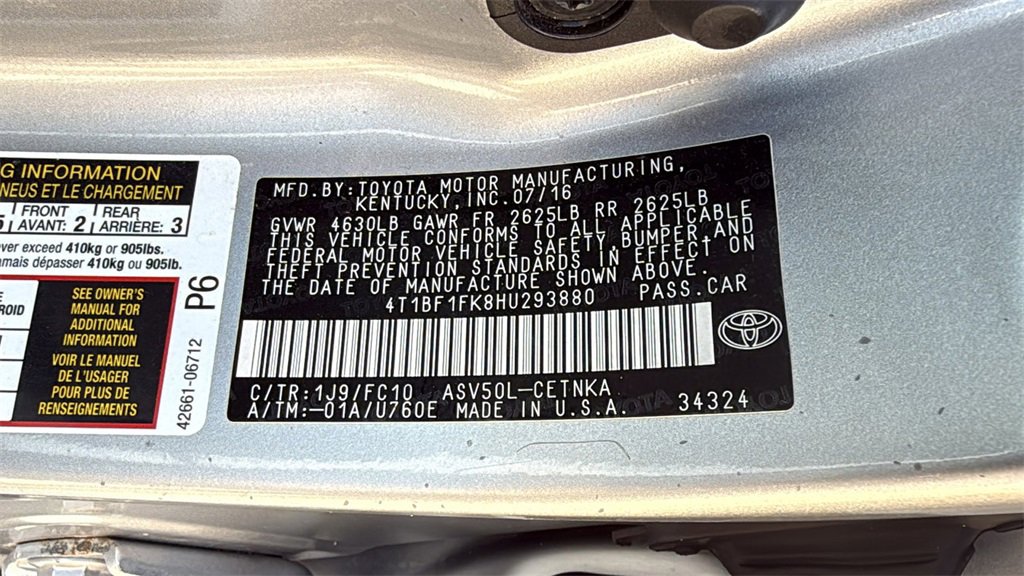 G INFORMATION
NEUS ET LE CHARGEMENT
5 FRONT AVANT: 2 REAR ARRIÈRE: 3
ver exceed 410kg or 905lbs.
amais dépasser 410kg ou 905lb.
SEE OWNER'S
MANUAL FOR
ADDITIONAL
INFORMATION
VOIR LE MANUEL
DE L'USAGER
POUR PLUS DE
RENSEIGNEMENTS
ROID
P6
42661-06712
MFD. BY: TOYOTA MOTOR MANUFACTURING,
KENTUCKY, INC. 07/16
GVWR 4630LB GAWR FR 2625LB RR 2625LB
THIS VEHICLE CONFORMS TO ALL APPLICABLE
FEDERAL MOTOR VEHICLE SAFETY, BUMPER AND
THEFT PREVENTION STANDARDS IN EFFECT ON
THE DATE OF MANUFACTURE SHOWN ABOVE.
4T1BF1FK8HU293880 PASS. CAR
C/TR: 1J9/FC10 ASV50L-CETNKA
A/TM:-01A/U760E MADE IN U.S.A. 34324